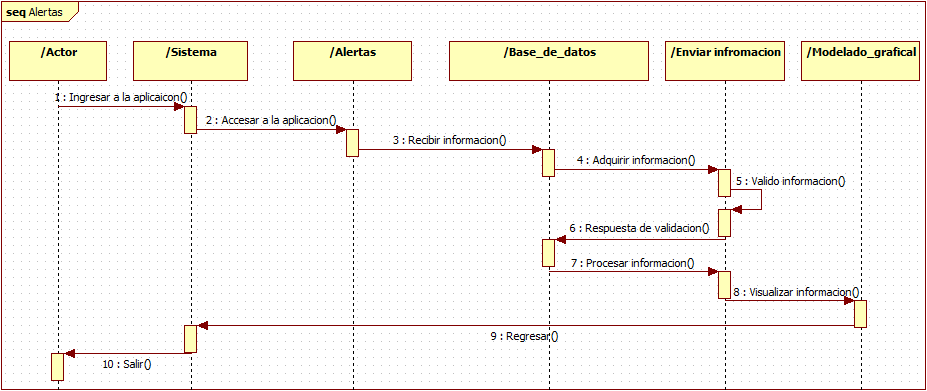 seq Alertas
/Actor
/Sistema
/Alertas
/Base_de_datos
/Enviar infromacion
/Modelado_grafical
1 : Ingresar a la aplicaicon()
2 : Accesar a la aplicacion()
3 : Recibir informacion()
4 : Adquirir informacion()
5 : Valido informacion()
6 : Respuesta de validacion()
7 : Procesar informacion()
8 : Visualizar informacion()
9 : Regresar()
10 : Salir()